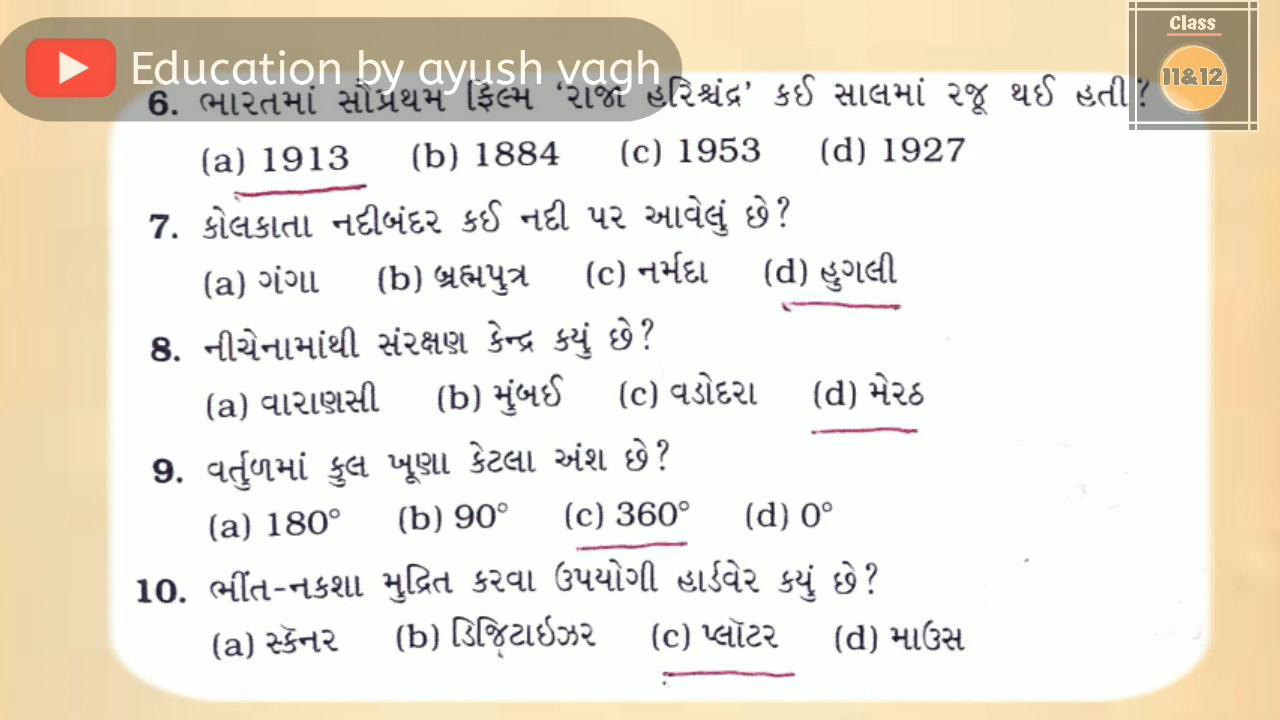 Education by ayush vagh
Class
11&12
6. ભારતમાં સૌપ્રથમ ફિલ્મ ‘રાજા હરિશ્ચંદ્ર’ કઈ સાલમાં રજૂ થઈ હતી?
(a) 1913 (b) 1884 (c) 1953 (d) 1927
7. કોલકાતા નદીબંદર કઈ નદી પર આવેલું છે?
(a) ગંગા (b) બ્રહ્મપુત્ર (c) નર્મદા (d) હુગલી
8. નીચેનામાંથી સંરક્ષણ કેન્દ્ર કયું છે?
(a) વારાણસી (b) મુંબઈ (c) વડોદરા (d) મેરઠ
9. વર્તુળમાં કુલ ખૂણા કેટલા અંશ છે?
(a) 180° (b) 90° (c) 360° (d) 0°
10. ભીંત-નકશા મુદ્રિત કરવા ઉપયોગી હાર્ડવેર કયું છે?
(a) સ્કૅનર (b) ડિજિટાઇઝર (c) પ્લૉટર (d) માઉસ